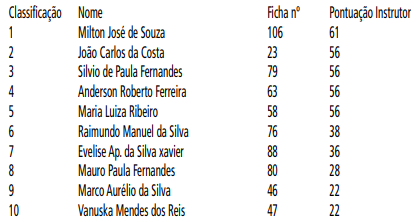 Classificação Nome Ficha nº Pontuação Instrutor
1 Milton José de Souza 106 61
2 João Carlos da Costa 23 56
3 Silvio de Paula Fernandes 79 56
4 Anderson Roberto Ferreira 63 56
5 Maria Luiza Ribeiro 58 56
6 Raimundo Manuel da Silva 76 38
7 Evelise Ap. da Silva xavier 88 36
8 Mauro Paula Fernandes 80 28
9 Marco Aurélio da Silva 46 22
10 Vanuska Mendes dos Reis 47 22